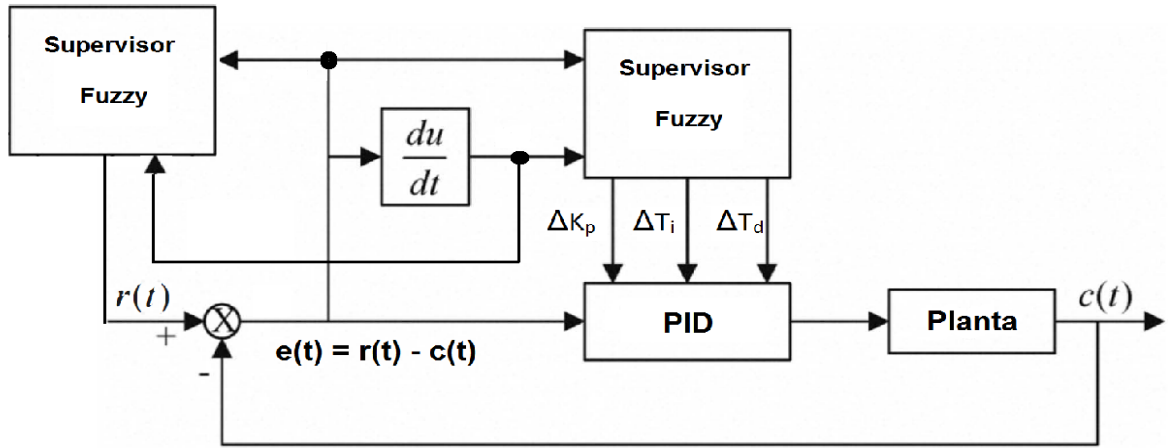 Supervisor
Fuzzy
Supervisor
Fuzzy
du
dt
ΔKp ΔTi ΔTd
r(t)
+
X
-
e(t) = r(t) - c(t)
PID
Planta
c(t)